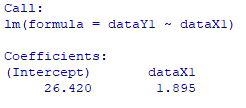 Call:
lm(formula = dataY1 ~ dataX1)
Coefficients:
(Intercept) dataX1
26.420 1.895